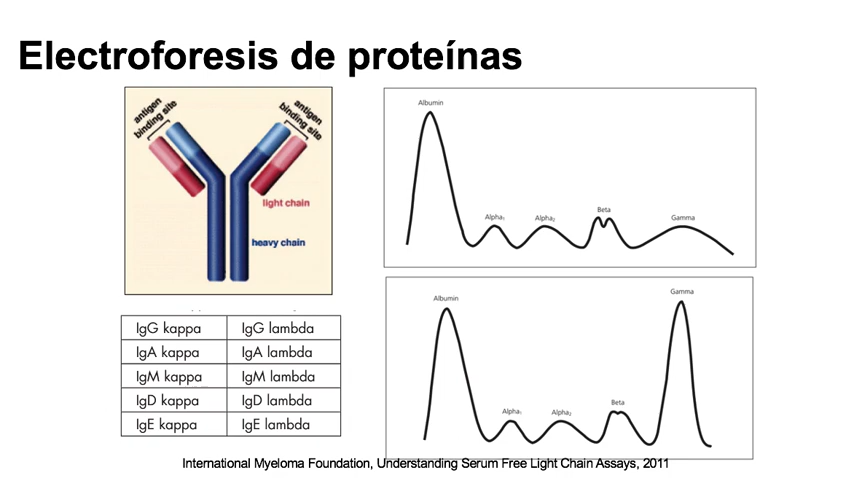 Electroforesis de proteínas
antigen
binding site
antigen
binding site
light chain
heavy chain
Albumin
Alpha₁
Alpha₂
Beta
Gamma
IgG kappa IgG lambda
IgA kappa IgA lambda
IgM kappa IgM lambda
IgD kappa IgD lambda
IgE kappa IgE lambda
Albumin
Alpha₁
Alpha₂
Beta
Gamma
International Myeloma Foundation, Understanding Serum Free Light Chain Assays, 2011